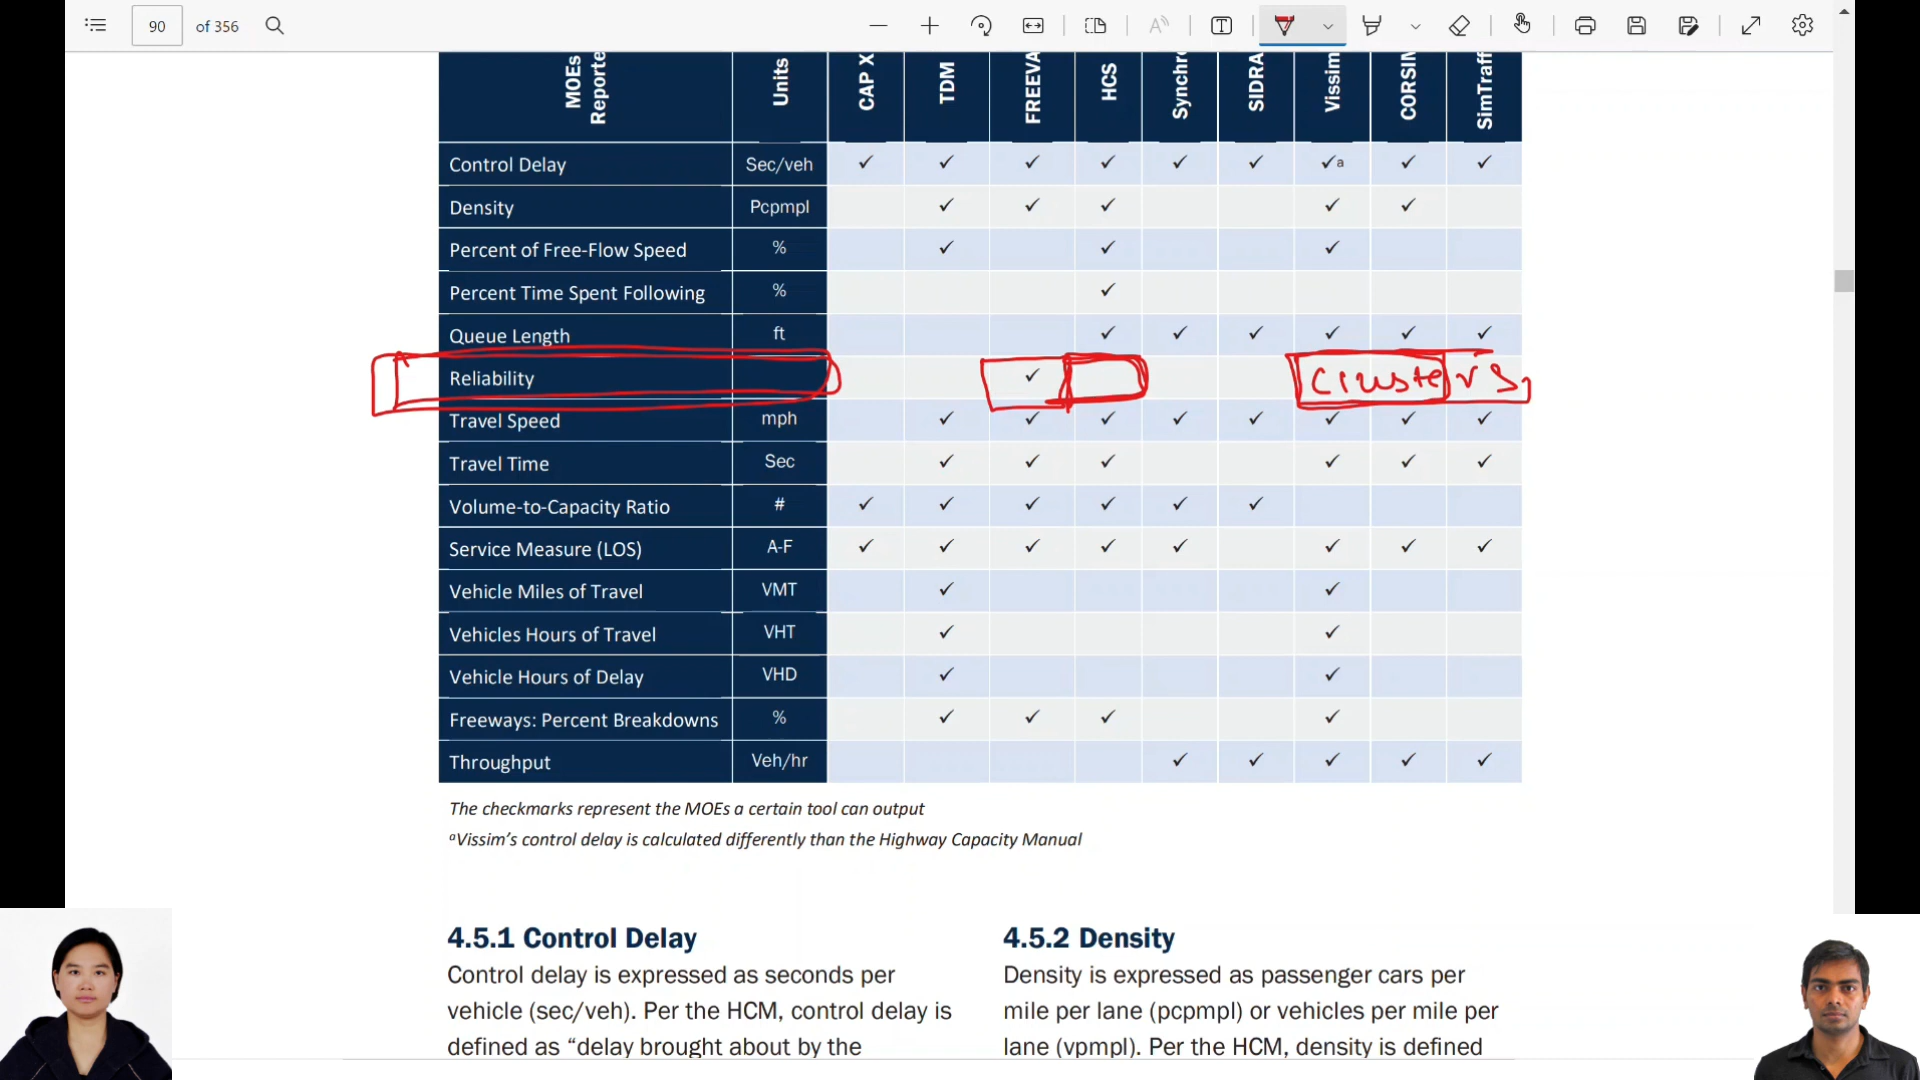 90 of 356
MOEs Reporte Units CAP X TDM FREEVA HCS Synchr SIDRA Vissim CORSIN SimTraff
Control Delay Sec/veh ✓ ✓ ✓ ✓ ✓ ✓ ✓a ✓ ✓
Density Pcpmpl ✓ ✓ ✓ ✓ ✓
Percent of Free-Flow Speed % ✓ ✓ ✓
Percent Time Spent Following % ✓
Queue Length ft ✓ ✓ ✓ ✓ ✓ ✓
Reliability ✓ Clusters,
Travel Speed mph ✓ ✓ ✓ ✓ ✓ ✓ ✓ ✓
Travel Time Sec ✓ ✓ ✓ ✓ ✓ ✓
Volume-to-Capacity Ratio # ✓ ✓ ✓ ✓ ✓ ✓
Service Measure (LOS) A-F ✓ ✓ ✓ ✓ ✓ ✓ ✓ ✓
Vehicle Miles of Travel VMT ✓ ✓
Vehicles Hours of Travel VHT ✓ ✓
Vehicle Hours of Delay VHD ✓ ✓
Freeways: Percent Breakdowns % ✓ ✓ ✓ ✓
Throughput Veh/hr ✓ ✓ ✓ ✓ ✓
The checkmarks represent the MOEs a certain tool can output
aVissim's control delay is calculated differently than the Highway Capacity Manual
4.5.1 Control Delay
Control delay is expressed as seconds per
vehicle (sec/veh). Per the HCM, control delay is
defined as “delay brought about by the
4.5.2 Density
Density is expressed as passenger cars per
mile per lane (pcpmpl) or vehicles per mile per
lane (vpmpl). Per the HCM, density is defined